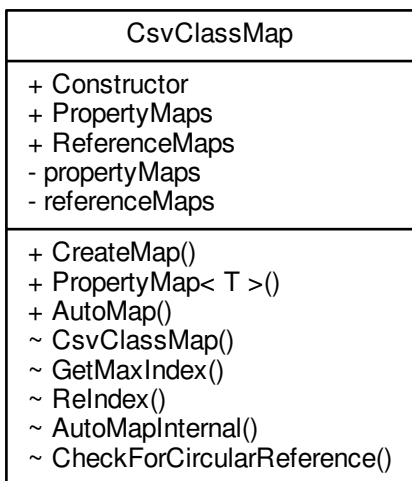 CsvClassMap
+ Constructor
+ PropertyMaps
+ ReferenceMaps
- propertyMaps
- referenceMaps
+ CreateMap()
+ PropertyMap< T >()
+ AutoMap()
~ CsvClassMap()
~ GetMaxIndex()
~ ReIndex()
~ AutoMapInternal()
~ CheckForCircularReference()